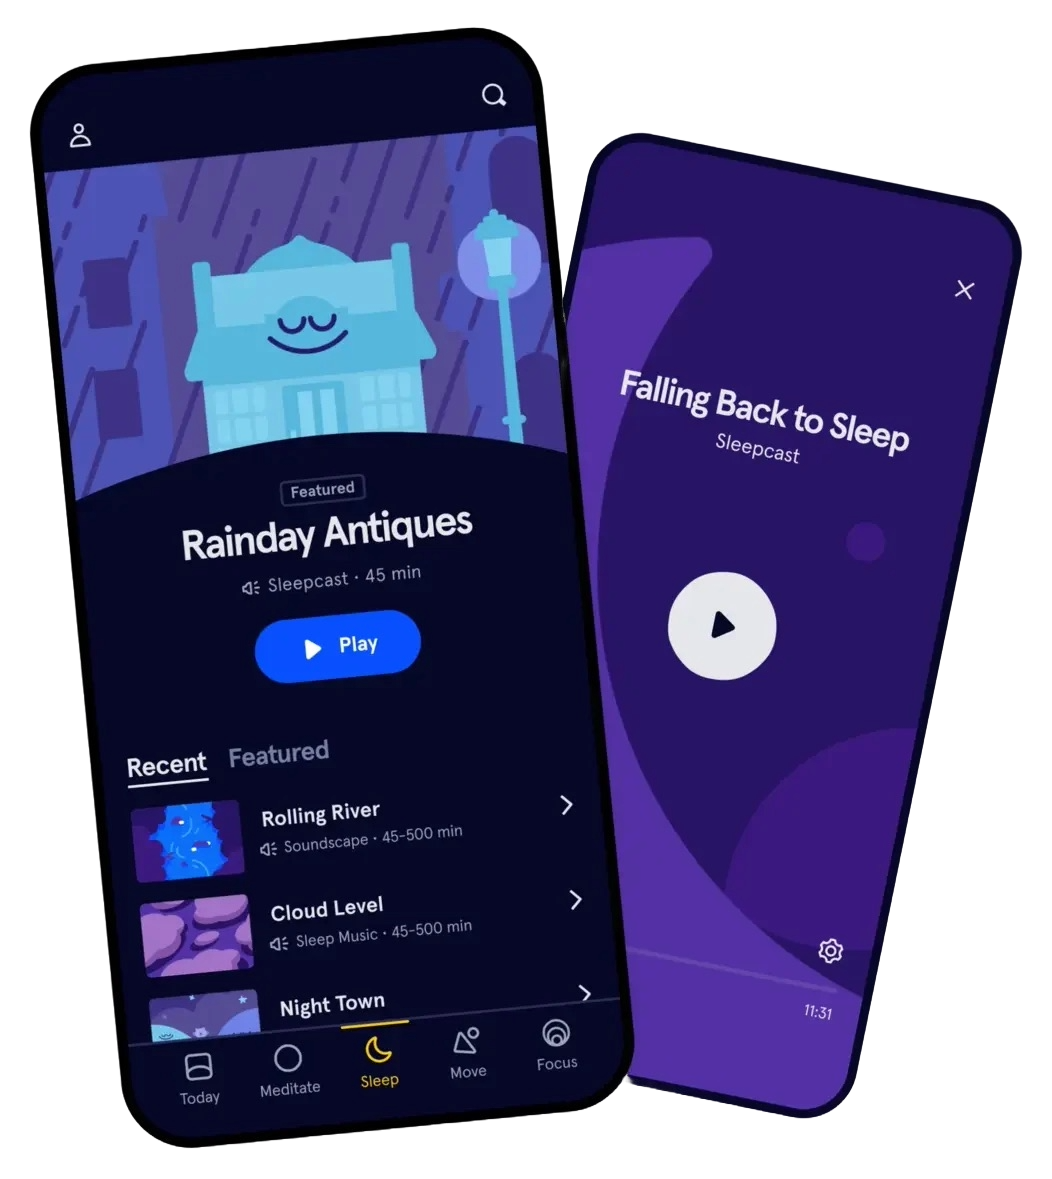 Featured
Rainday Antiques
Sleepcast • 45 min
Play
Recent Featured
Rolling River
Soundscape • 45-500 min
Cloud Level
Sleep Music • 45-500 min
Night Town
Today Meditate Sleep Move Focus
Falling Back to Sleep
Sleepcast
11:31